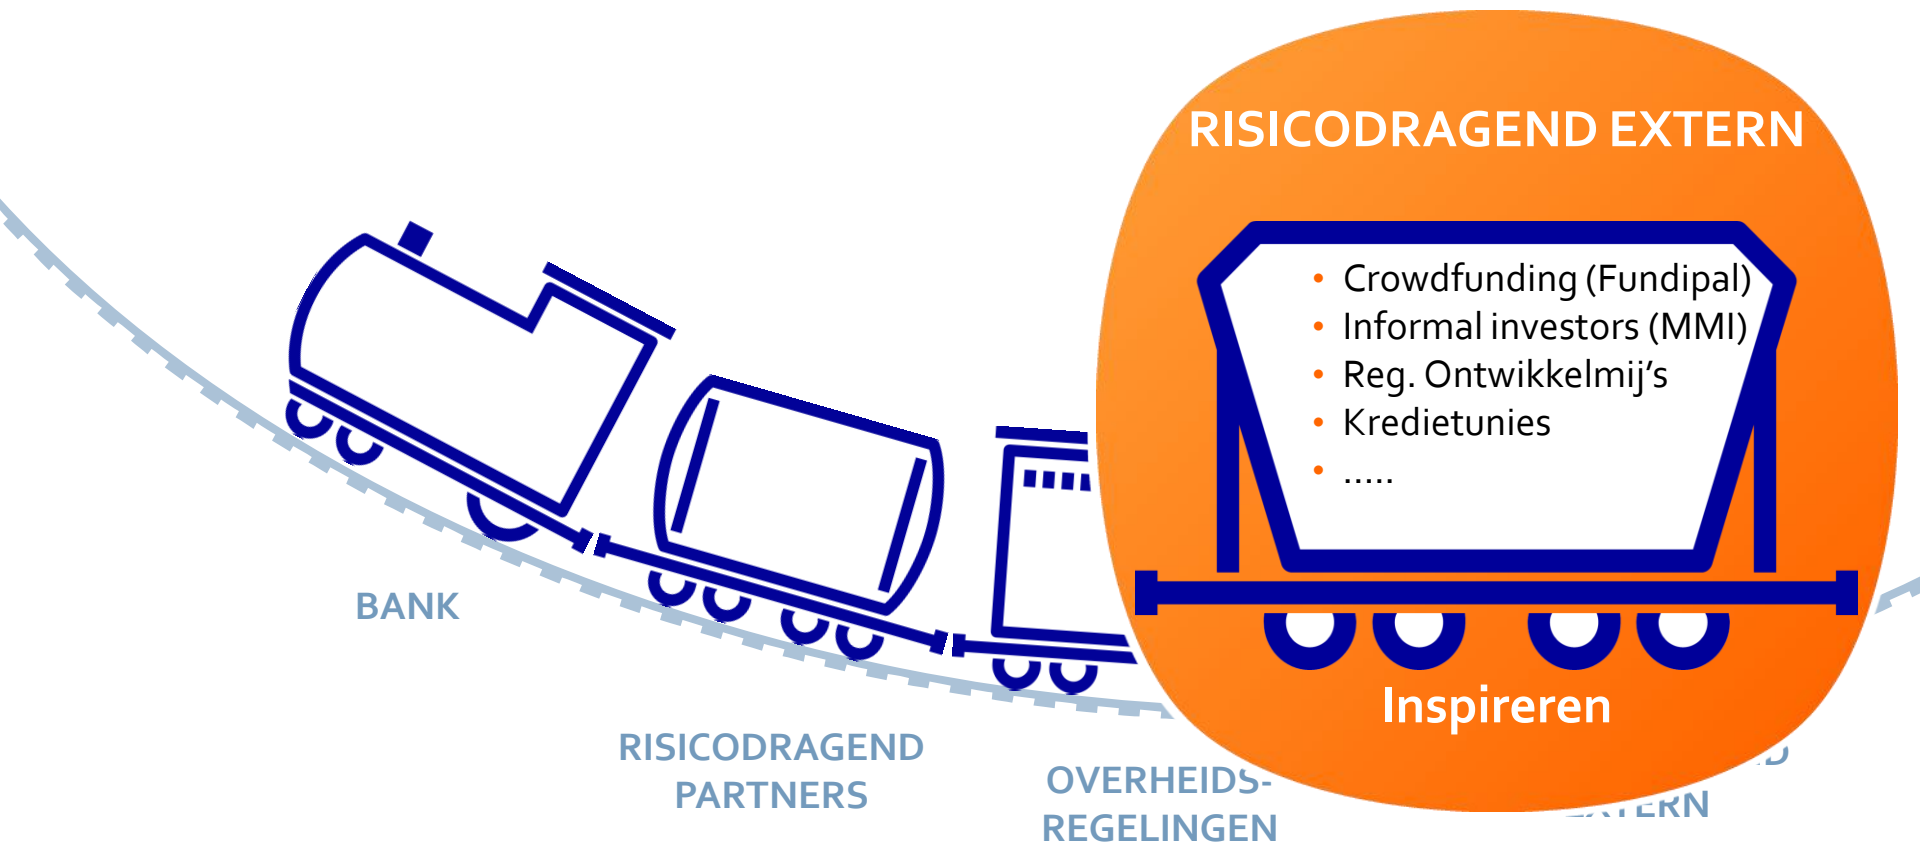 RISICODRAGEND EXTERN
• Crowdfunding (Fundipal)
• Informal investors (MMI)
• Reg. Ontwikkelmij’s
• Kredietunies
• .....
Inspireren
BANK
RISICODRAGEND
PARTNERS
OVERHEIDS-
REGELINGEN